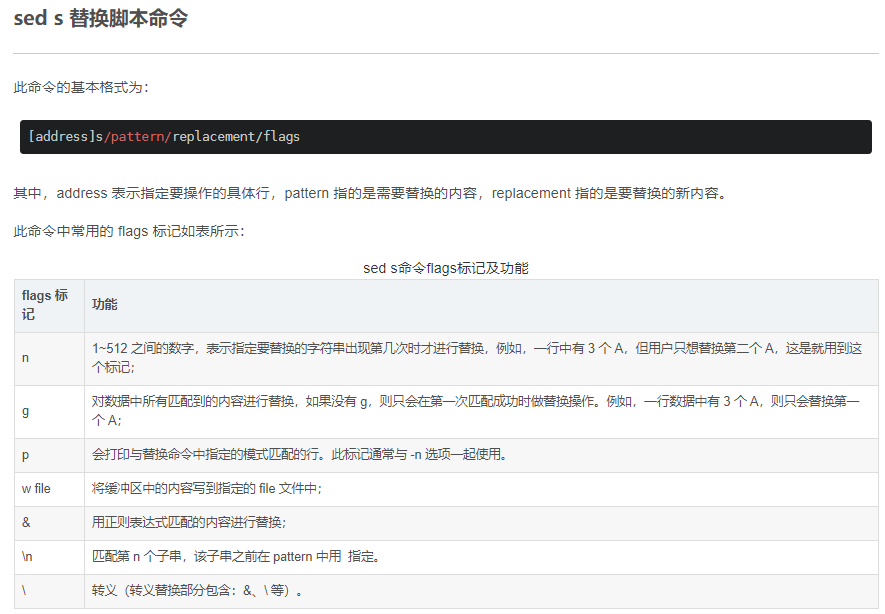 sed s 替换脚本命令
此命令的基本格式为：
[address]s/pattern/replacement/flags
其中，address 表示指定要操作的具体行，pattern 指的是需要替换的内容，replacement 指的是要替换的新内容。
此命令中常用的 flags 标记如表所示：
sed s命令flags标记及功能
flags 标
记
功能
n
1~512 之间的数字，表示指定要替换的字符串出现第几次时才进行替换，例如，一行中有 3 个 A，但用户只想替换第二个 A，这是就用到这
个标记；
g
对数据中所有匹配到的内容进行替换，如果没有 g，则只会在第一次匹配成功时做替换操作。例如，一行数据中有 3 个 A，则只会替换第一
个 A；
p
会打印与替换命令中指定的模式匹配的行。此标记通常与 -n 选项一起使用。
w file
将缓冲区中的内容写到指定的 file 文件中；
&
用正则表达式匹配的内容进行替换；
\n
匹配第 n 个子串，该子串之前在 pattern 中用 指定。
\
转义（转义替换部分包含：&、\ 等）。